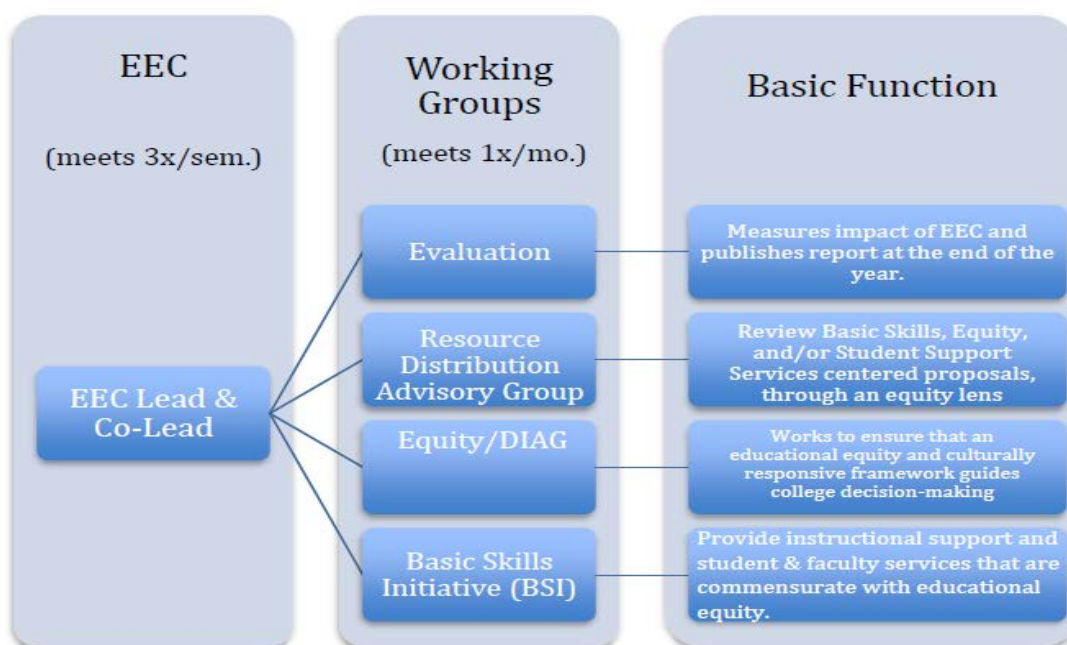 EEC
(meets 3x/sem.)
EEC Lead &
Co-Lead
Working
Groups
(meets 1x/mo.)
Evaluation
Resource
Distribution
Advisory Group
Equity/DIAG
Basic Skills
Initiative (BSI)
Basic Function
Measures impact of EEC and
publishes report at the end of the
year.
Review Basic Skills, Equity,
and/or Student Support
Services centered proposals,
through an equity lens
Works to ensure that an
educational equity and culturally
responsive framework guides
college decision-making
Provide instructional support and
student & faculty services that are
commensurate with educational
equity.